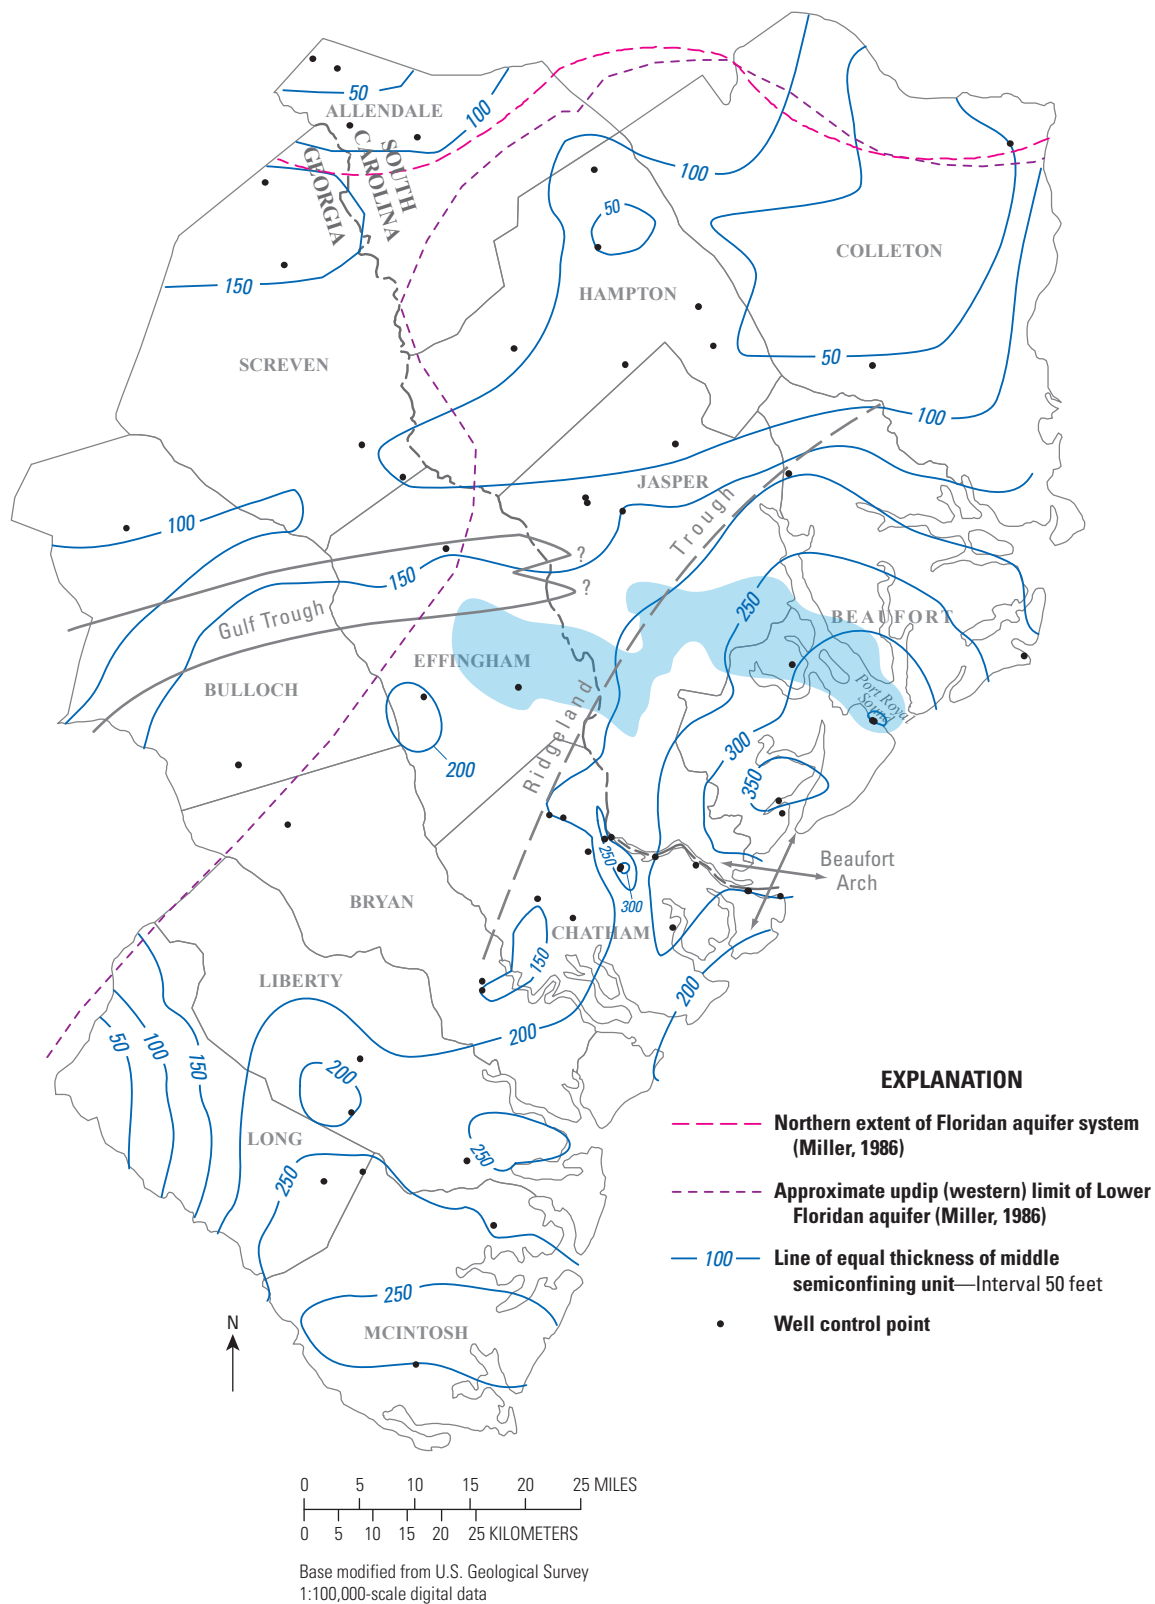 50
ALLENDALE
100
SOUTH
CAROLINA
GEORGIA
100
50
150
COLLETON
HAMPTON
SCREVEN
50
100
JASPER
100
Trough
?
150
?
Gulf Trough
250
BEAUFORT
EFFINGHAM
BULLOCH
Port Royal
Sound
Ridgeland
300
200
350
250
Beaufort
Arch
300
BRYAN
CHATHAM
150
LIBERTY
200
200
50
100
150
200
LONG
250
250
250
MCINTOSH
EXPLANATION
Northern extent of Floridan aquifer system
(Miller, 1986)
Approximate updip (western) limit of Lower
Floridan aquifer (Miller, 1986)
100
Line of equal thickness of middle
semiconfining unit—Interval 50 feet
Well control point
N
0 5 10 15 20 25 MILES
0 5 10 15 20 25 KILOMETERS
Base modified from U.S. Geological Survey
1:100,000-scale digital data